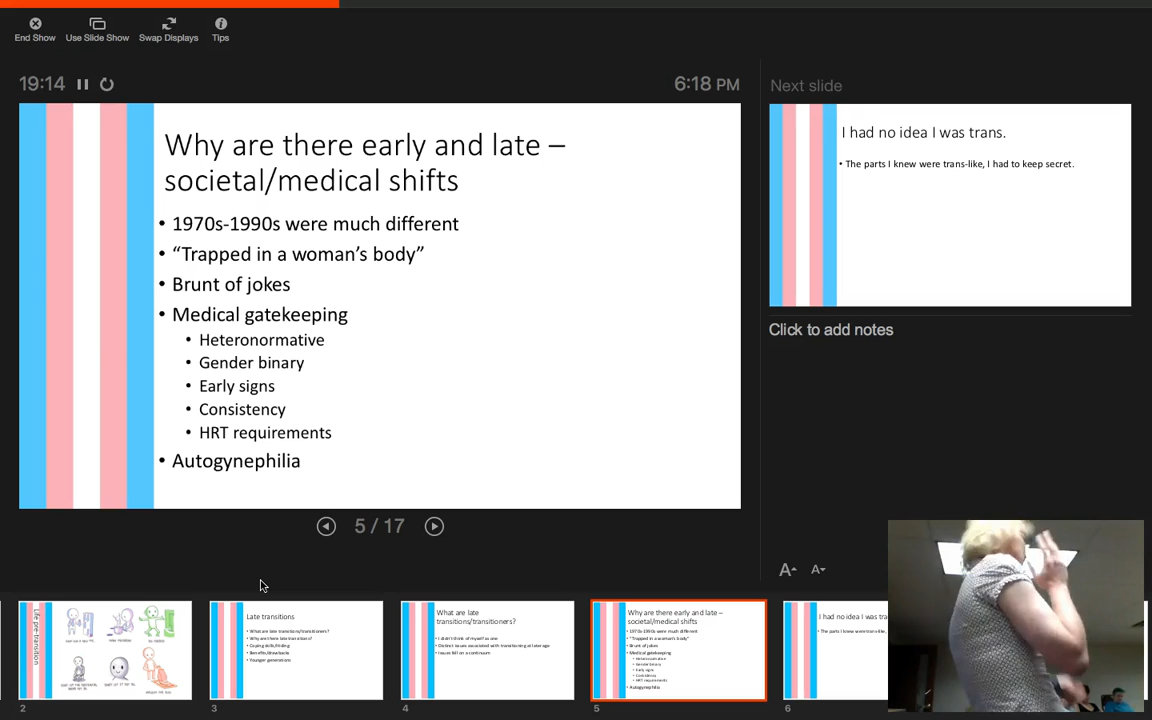 End Show
Use Slide Show
Swap Displays
Tips
19:14
6:18 PM
Why are there early and late –
societal/medical shifts
• 1970s-1990s were much different
• “Trapped in a woman’s body”
• Brunt of jokes
• Medical gatekeeping
• Heteronormative
• Gender binary
• Early signs
• Consistency
• HRT requirements
• Autogynephilia
5 / 17
Next slide
I had no idea I was trans.
• The parts I knew were trans-like, I had to keep secret.
Click to add notes
A
A
Life pre-transition
2
Late transitions
• What are late transitions/transitioners?
• Why are there late transitions?
• Coping skills/hiding
• Benefits/drawbacks
• Younger generations
3
What are late
transitions/transitioners?
• I didn't think of myself as one
• Distinct issues associated with transitioning at late age
• Issues fall on a continuum
4
Why are there early and late –
societal/medical shifts
• 1970s-1990s were much different
• “Trapped in a woman’s body”
• Brunt of jokes
• Medical gatekeeping
• Heteronormative
• Gender binary
• Early signs
• Consistency
• HRT requirements
• Autogynephilia
5
I had no idea I was tra
• The parts I knew were trans-like,
6